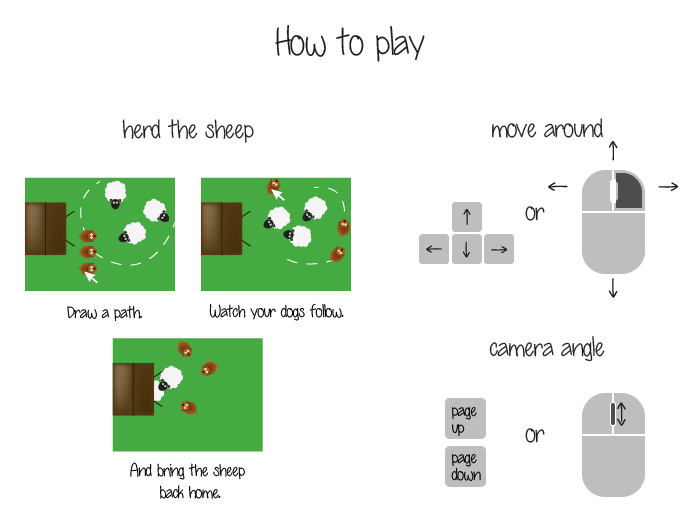 How to play
herd the sheep
Draw a path.
Watch your dogs follow.
And bring the sheep
back home.
move around
or
camera angle
page
up
page
down
or